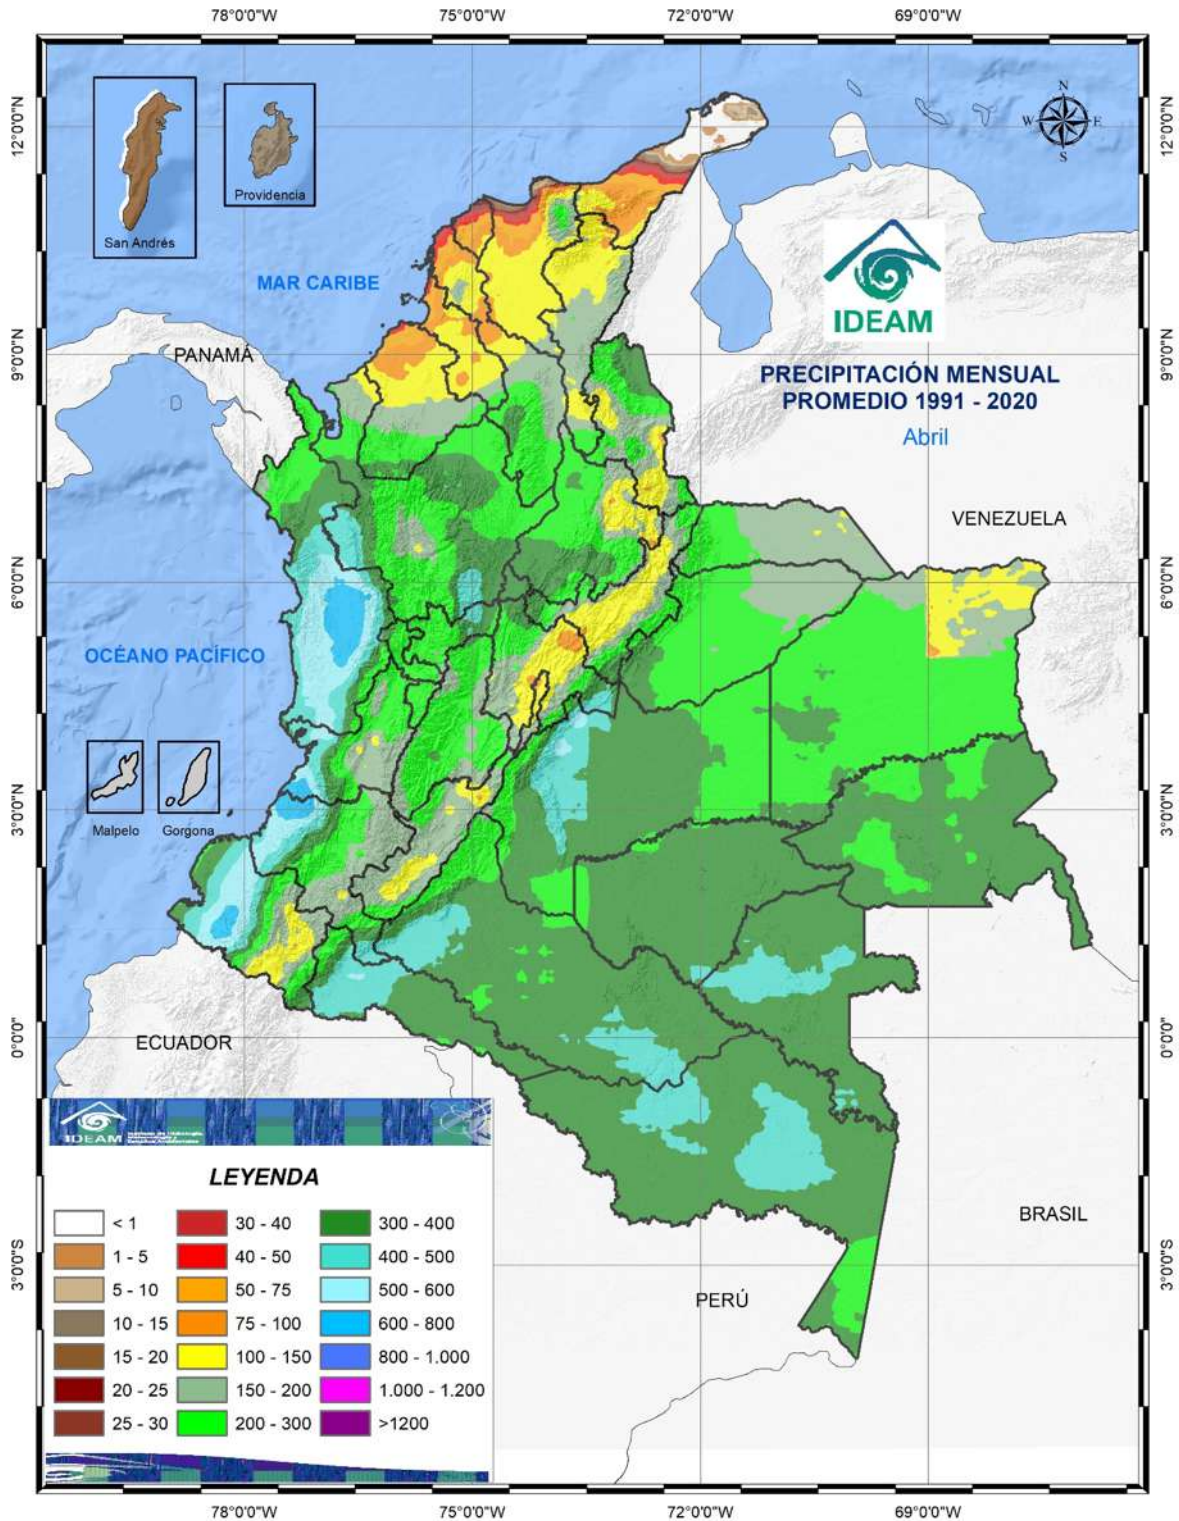 78°0'0"W 75°0'0"W 72°0'0"W 69°0'0"W
12°0'0"N
9°0'0"N
6°0'0"N
3°0'0"N
0°0'0"
3°0'0"S
San Andrés
Providencia
N
W E
S
MAR CARIBE
IDEAM
PANAMÁ
PRECIPITACIÓN MENSUAL
PROMEDIO 1991 - 2020
Abril
VENEZUELA
OCÉANO PACÍFICO
Malpelo
Gorgona
ECUADOR
BRASIL
PERÚ
IDEAM
LEYENDA
< 1
1 - 5
5 - 10
10 - 15
15 - 20
20 - 25
25 - 30
30 - 40
40 - 50
50 - 75
75 - 100
100 - 150
150 - 200
200 - 300
300 - 400
400 - 500
500 - 600
600 - 800
800 - 1.000
1.000 - 1.200
>1200
12°0'0"N
9°0'0"N
6°0'0"N
3°0'0"N
0°0'0"
3°0'0"S
78°0'0"W 75°0'0"W 72°0'0"W 69°0'0"W